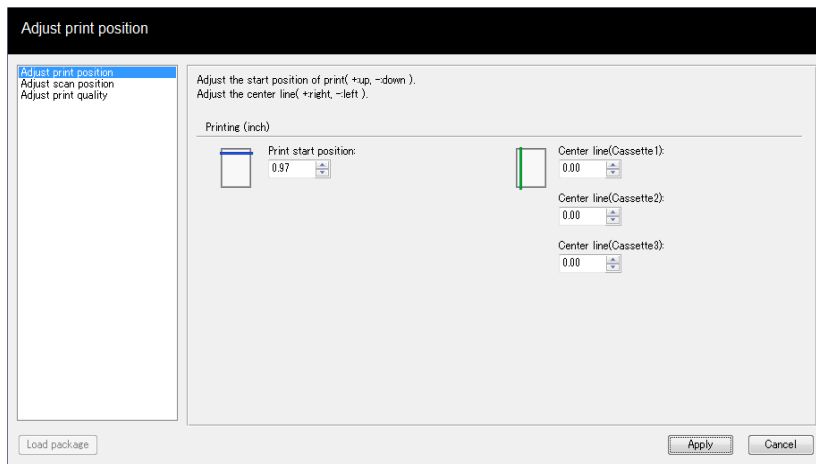 Adjust print position
Adjust print position
Adjust scan position
Adjust print quality
Adjust the start position of print( +:up, -:down ).
Adjust the center line( +:right, -:left ).
Printing (inch)
Print start position:
0.97
Center line(Cassette1):
0.00
Center line(Cassette2):
0.00
Center line(Cassette3):
0.00
Load package
Apply
Cancel